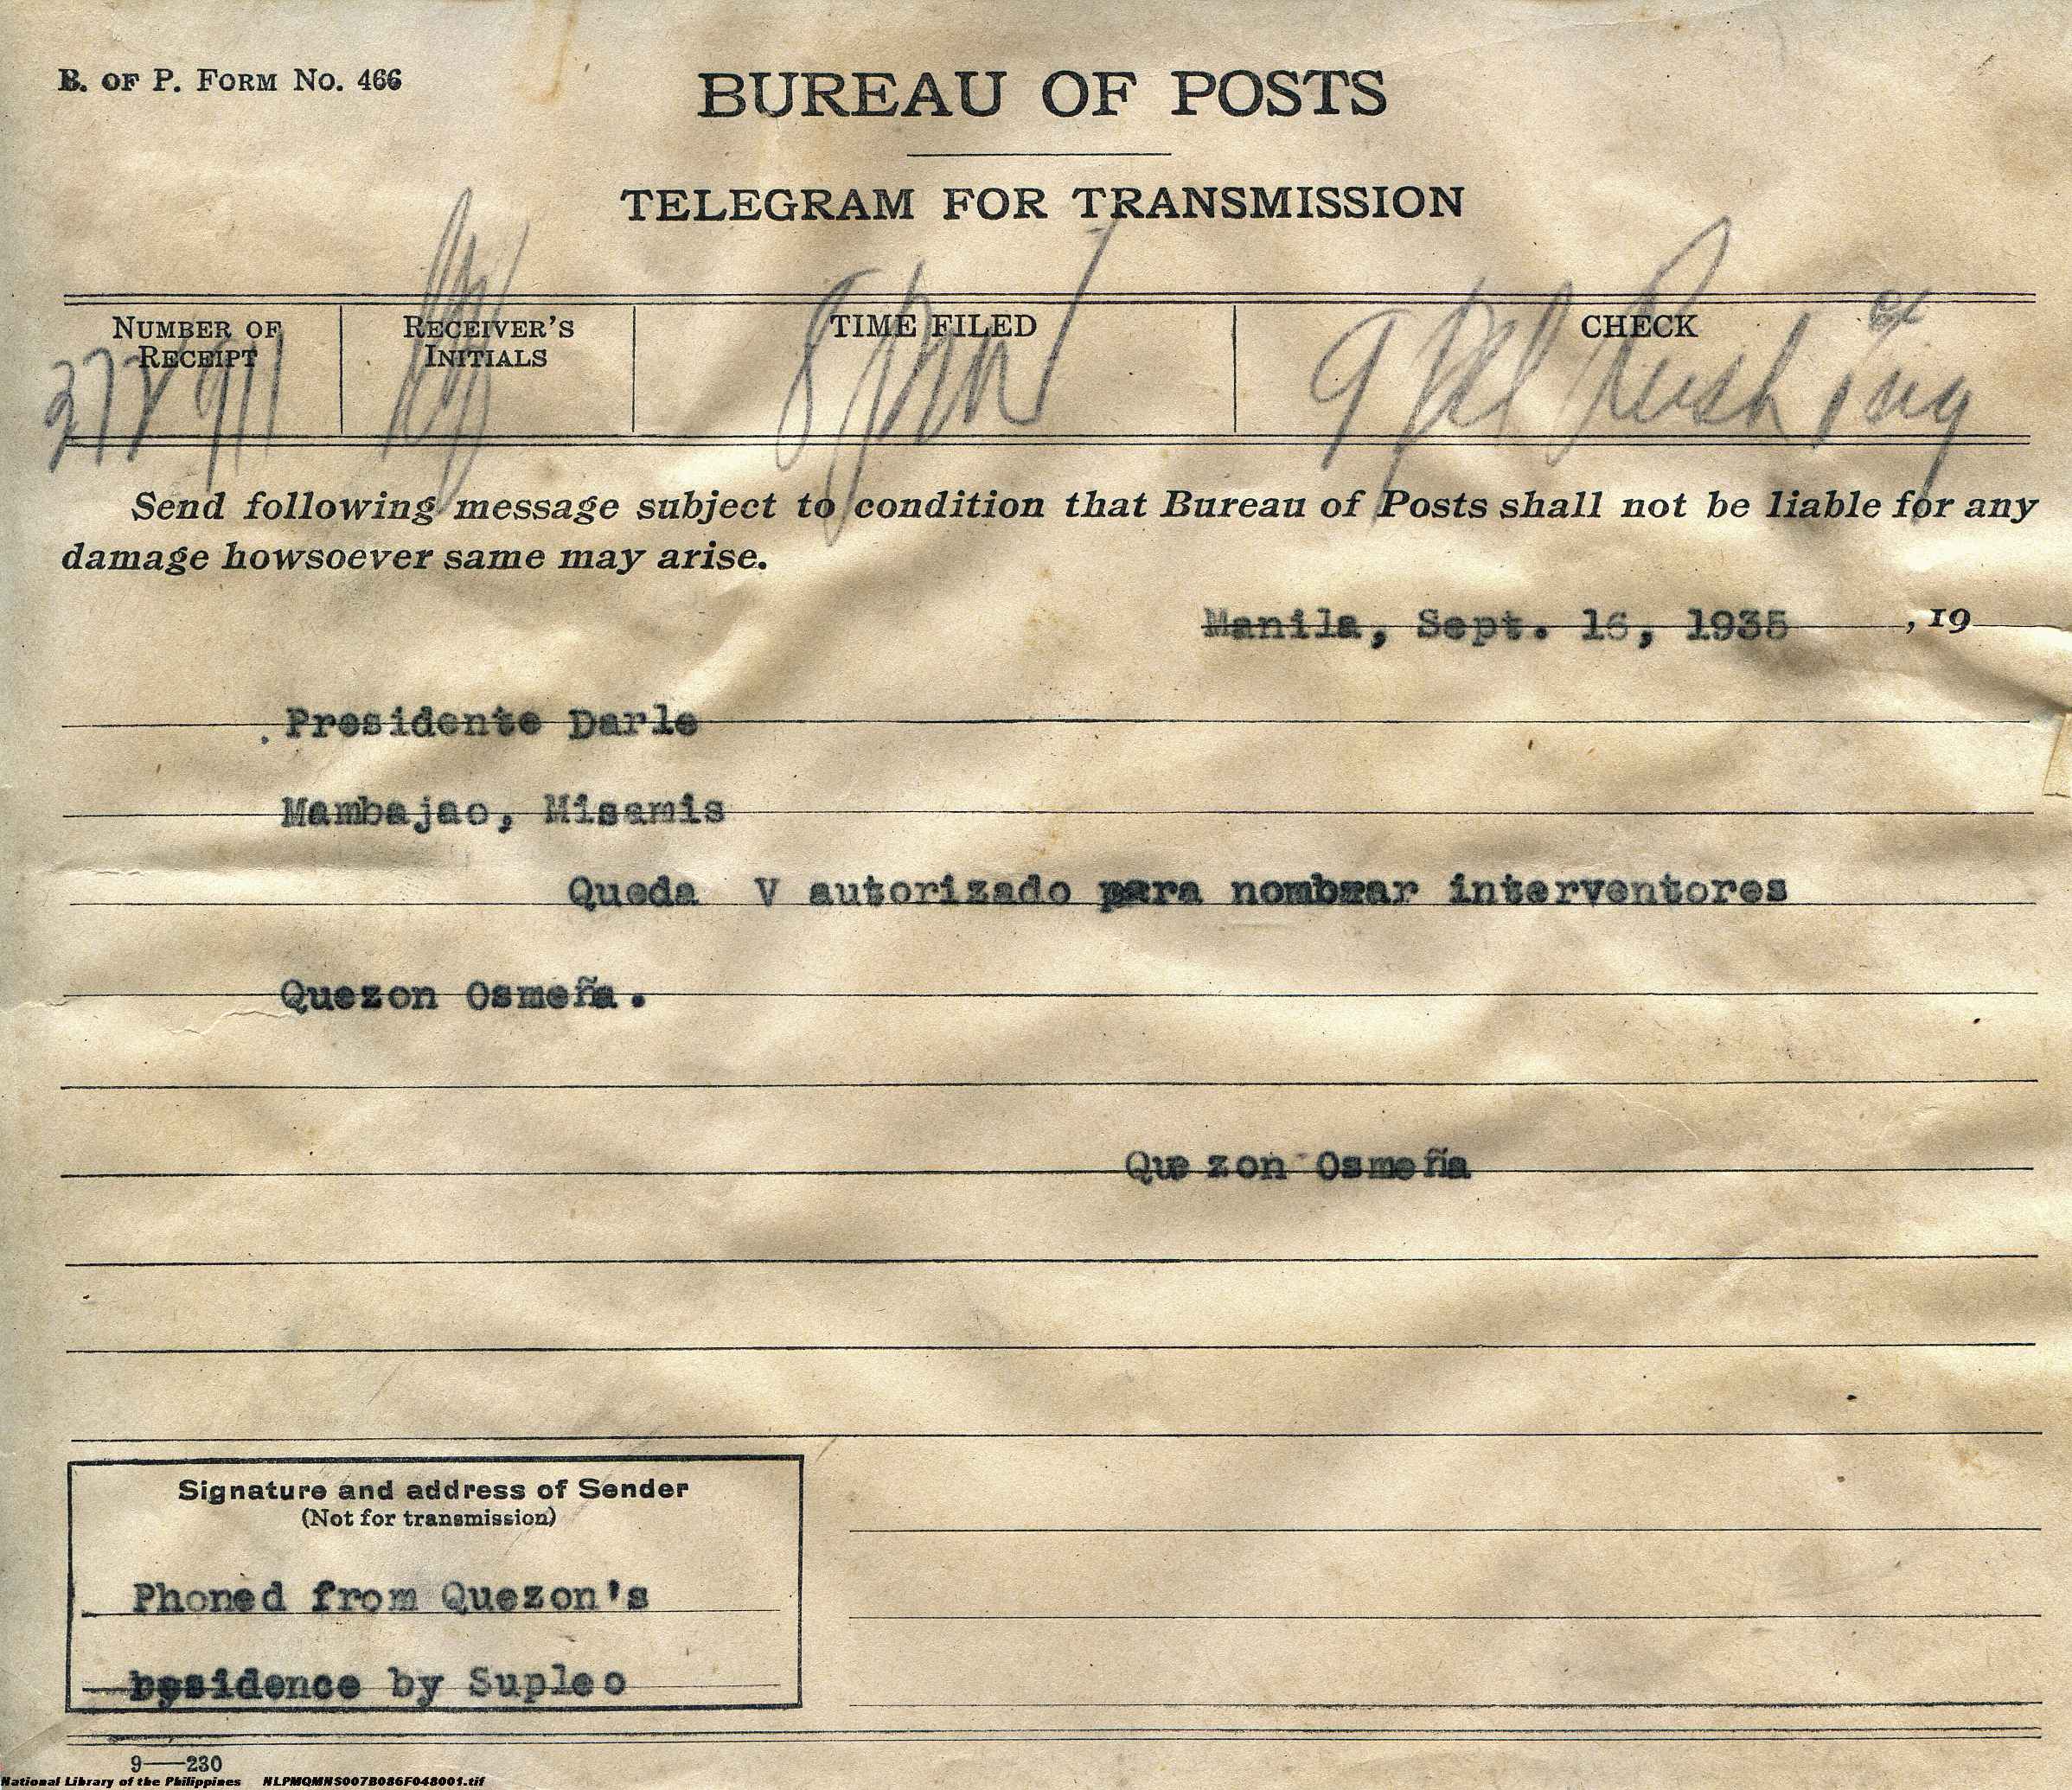 B. OF P. FORM NO. 466
BUREAU OF POSTS
TELEGRAM FOR TRANSMISSION
NUMBER OF RECEIPT
RECEIVER'S INITIALS
TIME FILED
CHECK
9 Rush
Send following message subject to condition that Bureau of Posts shall not be liable for any
damage howsoever same may arise.
Manila, Sept. 16, 1935 , 19
Presidente Darle
Mambajao, Misamis
Queda V autorizado para nombrar interventores
Quezon Osmeña.
Quezon Osmeña
Signature and address of Sender
(Not for transmission)
Phoned from Quezon's
residence by Supleo
9—230
National Library of the Philippines NLPMQMNS007B086F048001.tif